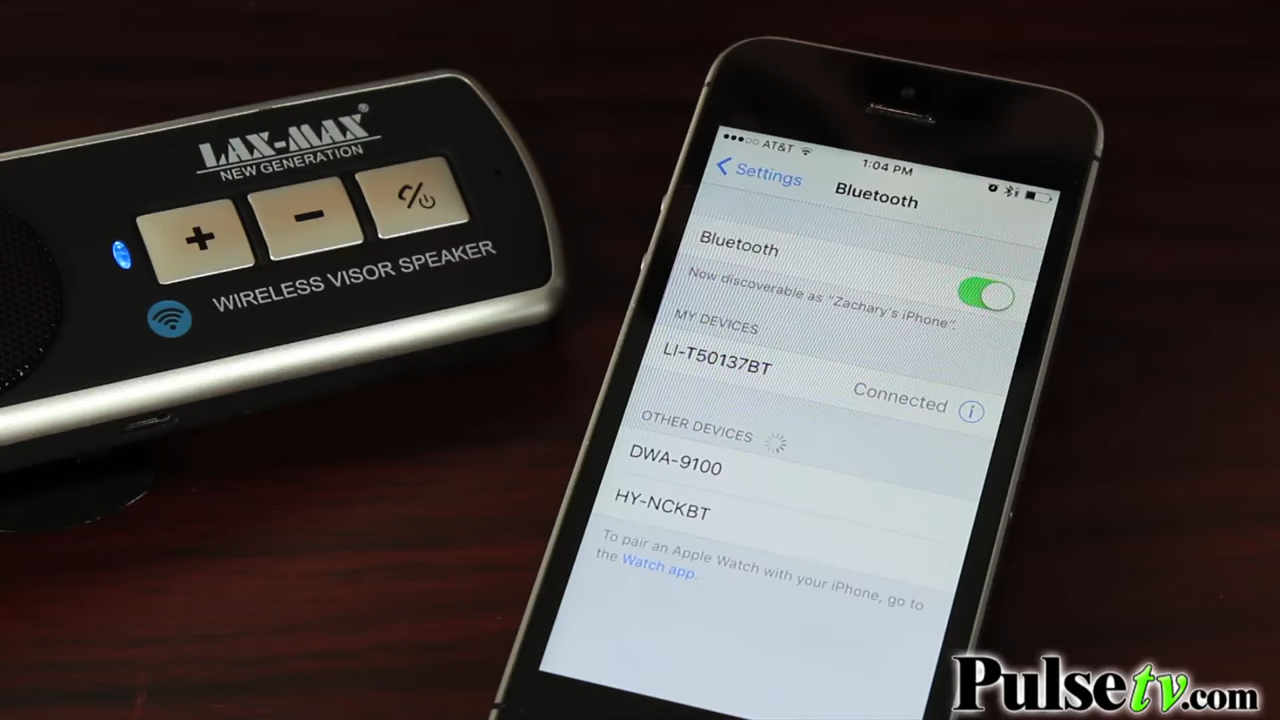 LAX-MAX®
NEW GENERATION
+
-
WIRELESS VISOR SPEAKER
AT&T
1:04 PM
Settings
Bluetooth
Bluetooth
Now discoverable as "Zachary's iPhone".
MY DEVICES
LI-T50137BT
Connected
i
OTHER DEVICES
DWA-9100
HY-NCKBT
To pair an Apple Watch with your iPhone, go to
the Watch app.
Pulsetv.com